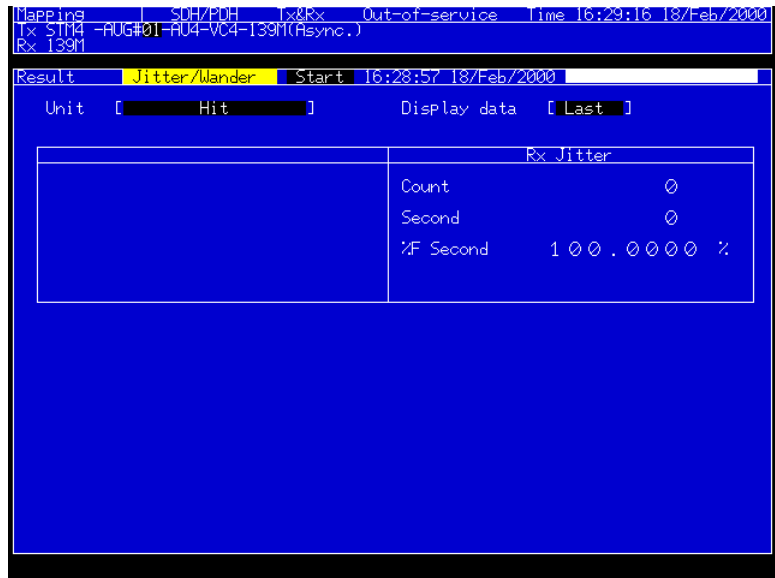 Mapping | SDH/PDH Tx&Rx Out-of-service Time 16:29:16 18/Feb/2000
Tx STM4 -AUG#01-AU4-VC4-139M(Async.)
Rx 139M
Result Jitter/Wander Start 16:28:57 18/Feb/2000
Unit [ Hit ] Display data [ Last ]
Rx Jitter
Count 0
Second 0
%F Second 100.0000 %